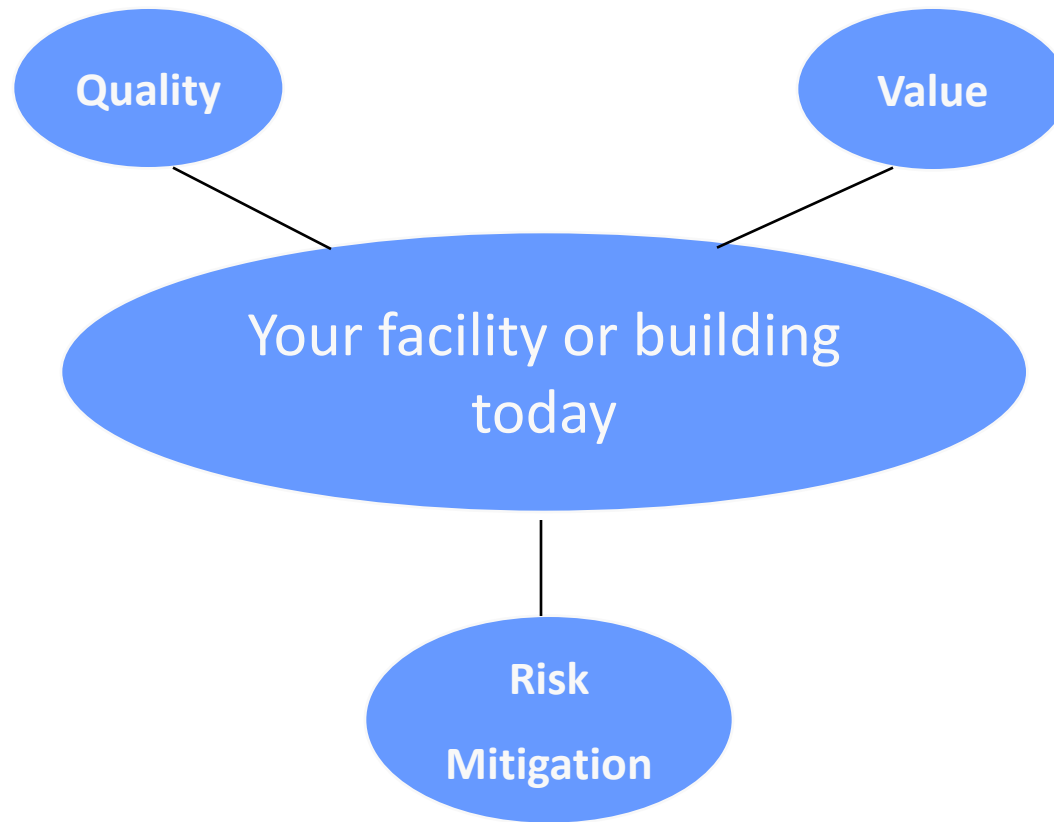 Quality
Value
Your facility or building
today
Risk
Mitigation